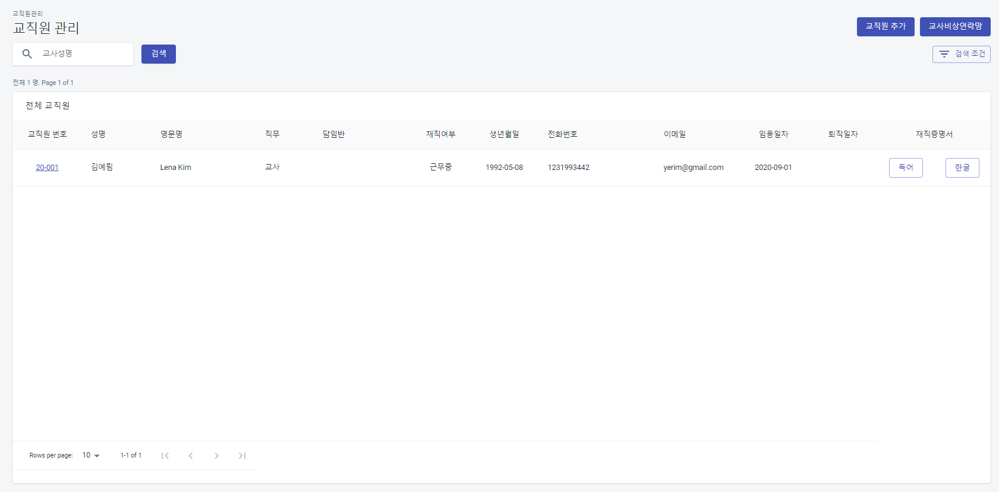 교직원관리
교직원 관리
교직원 추가 교사비상연락망
교사성명 검색 검색 조건
전체 1 명. Page 1 of 1
전체 교직원
교직원 번호 성명 영문명 직무 담임반 재직여부 생년월일 전화번호 이메일 임용일자 퇴직일자 재직증명서
20-001 김예림 Lena Kim 교사 근무중 1992-05-08 1231993442 yerim@gmail.com 2020-09-01 독어 한글
Rows per page: 10 1-1 of 1